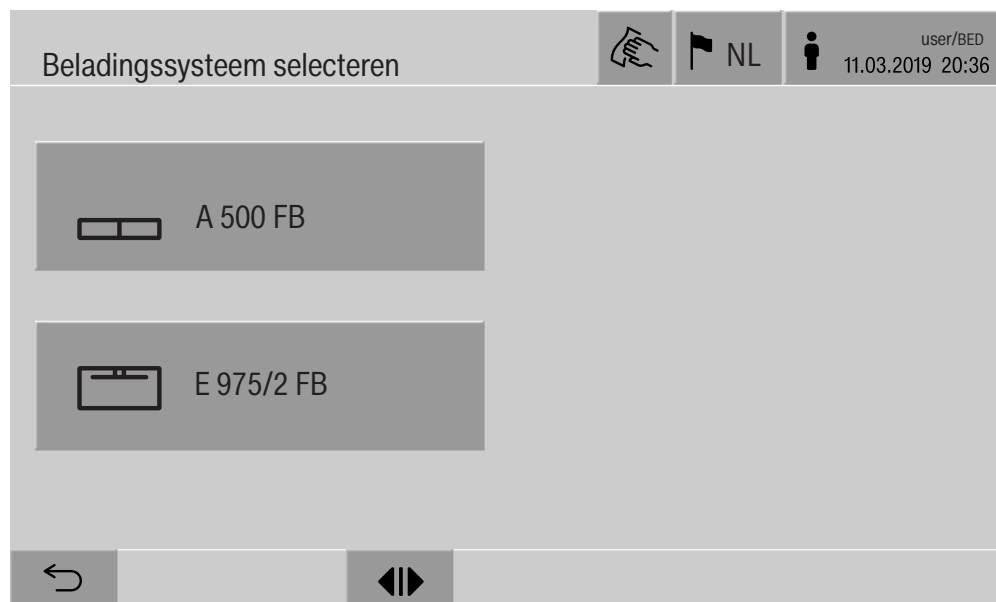 Beladingssysteem selecteren
NL
user/BED
11.03.2019 20:36
A 500 FB
E 975/2 FB